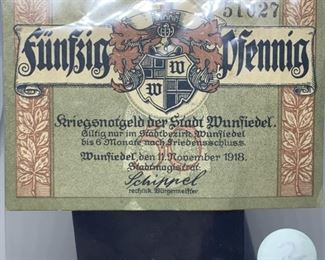 51027
Fünfzig Pfennig
W W
Kriegsnotgeld der Stadt Wunsiedel.
Giltig nur im Stadtbezirk Wunsiedel
bis 6 Monate nach Friedensschluss.
Wunsiedel, den 11. November 1918.
Stadtmagistrat
Schippel
rechtsk. Bürgermeister